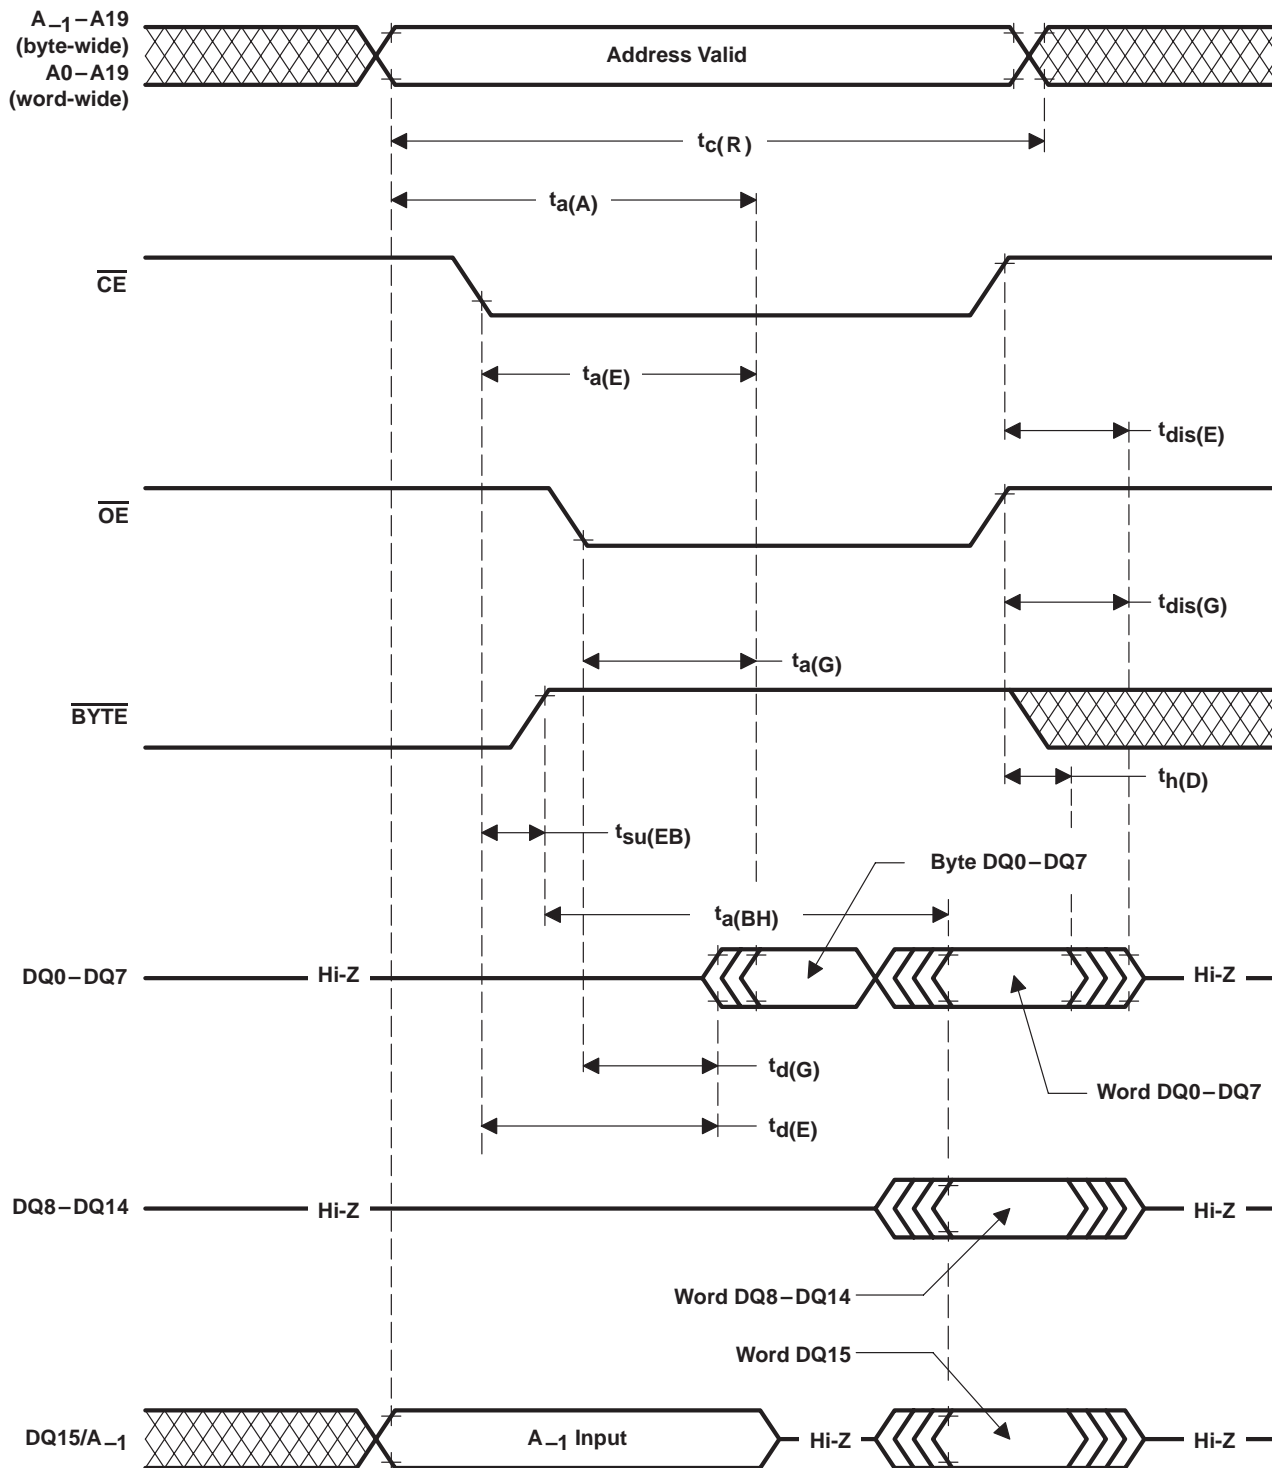 A–1–A19
(byte-wide)
A0–A19
(word-wide)
Address Valid
tc(R)
ta(A)
CE
ta(E)
tdis(E)
OE
tdis(G)
ta(G)
BYTE
th(D)
tsu(EB)
Byte DQ0–DQ7
ta(BH)
DQ0–DQ7
Hi-Z
Hi-Z
td(G)
Word DQ0–DQ7
td(E)
DQ8–DQ14
Hi-Z
Hi-Z
Word DQ8–DQ14
Word DQ15
DQ15/A–1
A–1 Input
Hi-Z
Hi-Z